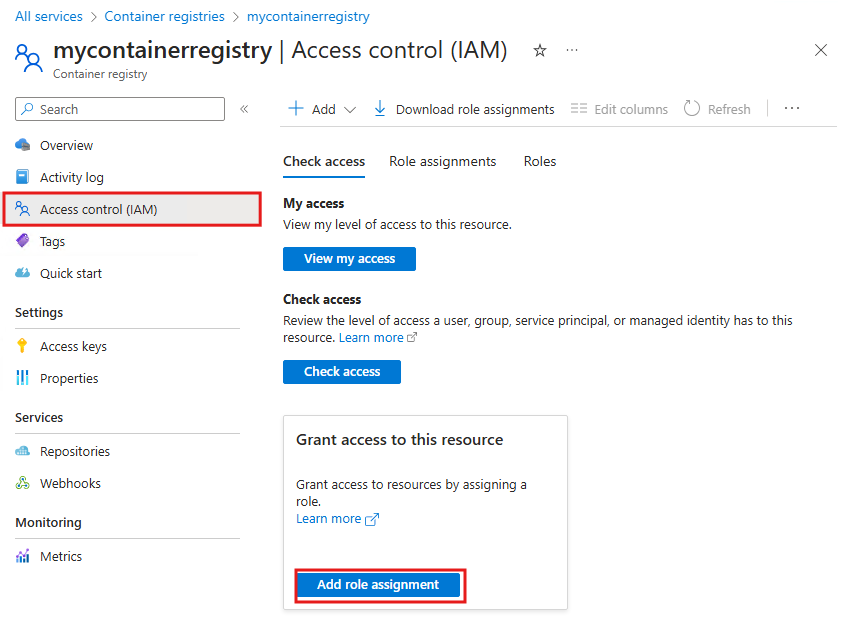 All services > Container registries > mycontainerregistry
mycontainerregistry | Access control (IAM)
Container registry
Search
Overview
Activity log
Access control (IAM)
Tags
Quick start
Settings
Access keys
Properties
Services
Repositories
Webhooks
Monitoring
Metrics
Add Download role assignments Edit columns Refresh
Check access Role assignments Roles
My access
View my level of access to this resource.
View my access
Check access
Review the level of access a user, group, service principal, or managed identity has to this
resource. Learn more
Check access
Grant access to this resource
Grant access to resources by assigning a
role.
Learn more
Add role assignment